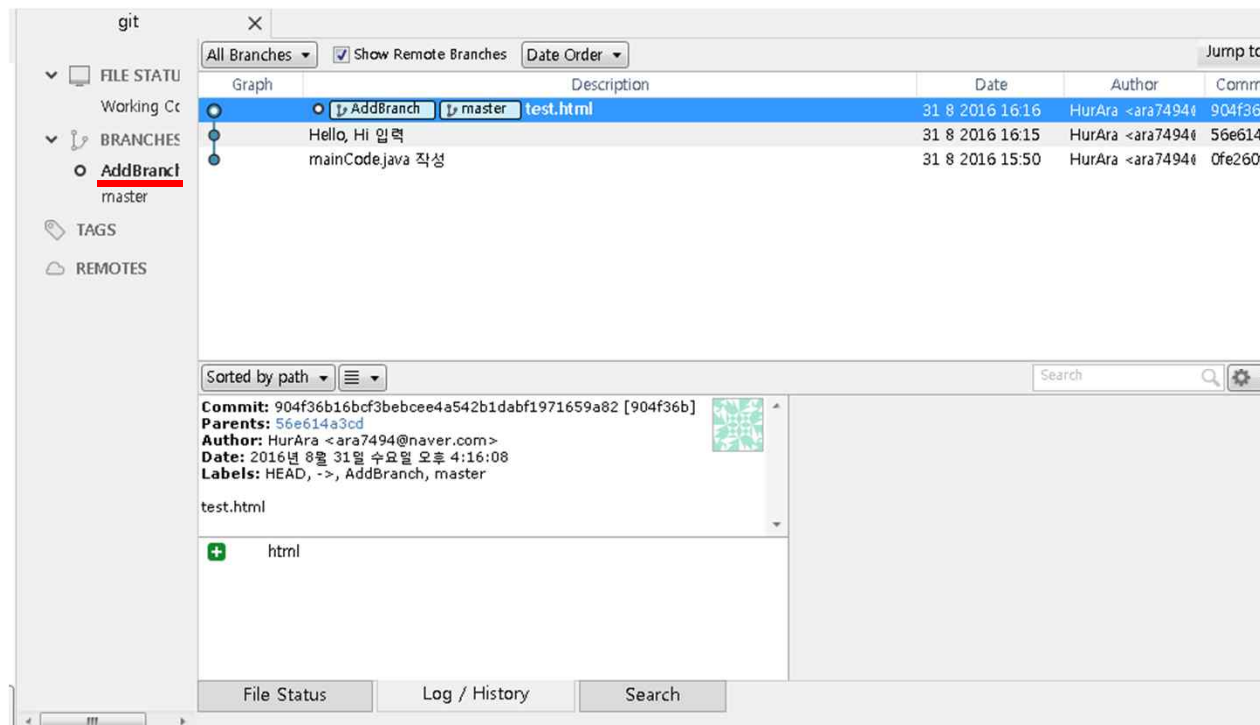 git
FILE STATU
Working Cc
BRANCHES
AddBranch
master
TAGS
REMOTES
All Branches Show Remote Branches Date Order Jump to
Graph Description Date Author Comm
AddBranch master test.html 31 8 2016 16:16 HurAra <ara7494 904f36
Hello, Hi 입력 31 8 2016 16:15 HurAra <ara7494 56e614
mainCode.java 작성 31 8 2016 15:50 HurAra <ara7494 0fe260
Sorted by path Search
Commit: 904f36b16bcf3bebcee4a542b1dabf1971659a82 [904f36b]
Parents: 56e614a3cd
Author: HurAra <ara7494@naver.com>
Date: 2016년 8월 31일 수요일 오후 4:16:08
Labels: HEAD, ->, AddBranch, master
test.html
html
File Status Log / History Search